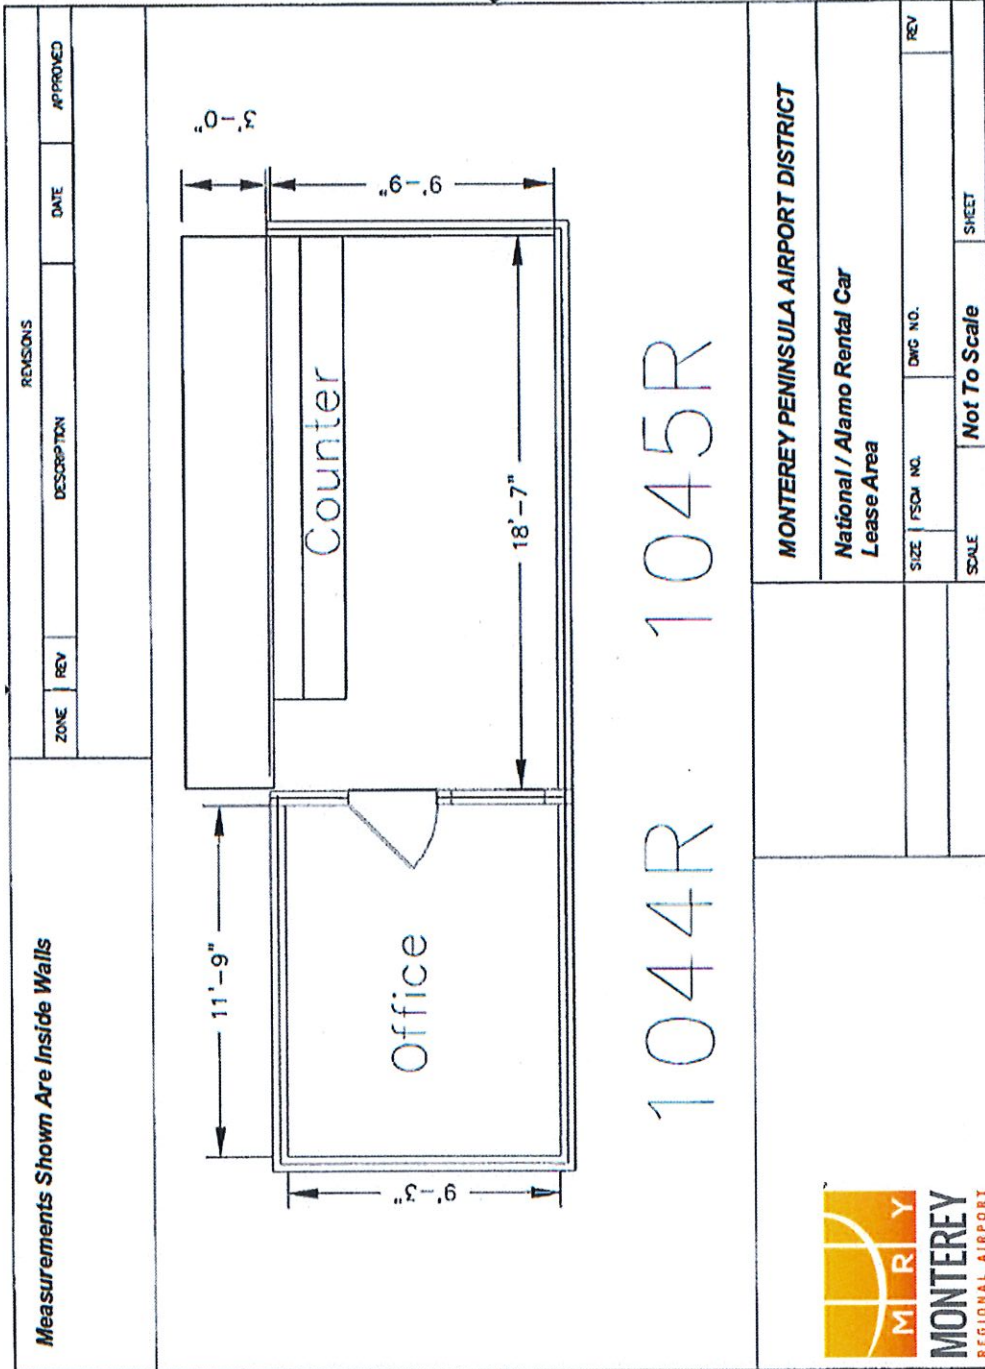 Measurements Shown Are Inside Walls
REVISIONS
ZONE REV DESCRIPTION DATE APPROVED
3'-0"
11'-9"
9'-9"
Counter
Office
18'-7"
9'-3"
1044R 1045R
MONTEREY PENINSULA AIRPORT DISTRICT
National / Alamo Rental Car
Lease Area
SIZE FSCM NO. DWG NO. REV
SCALE Not To Scale SHEET
M R Y
MONTEREY
REGIONAL AIRPORT